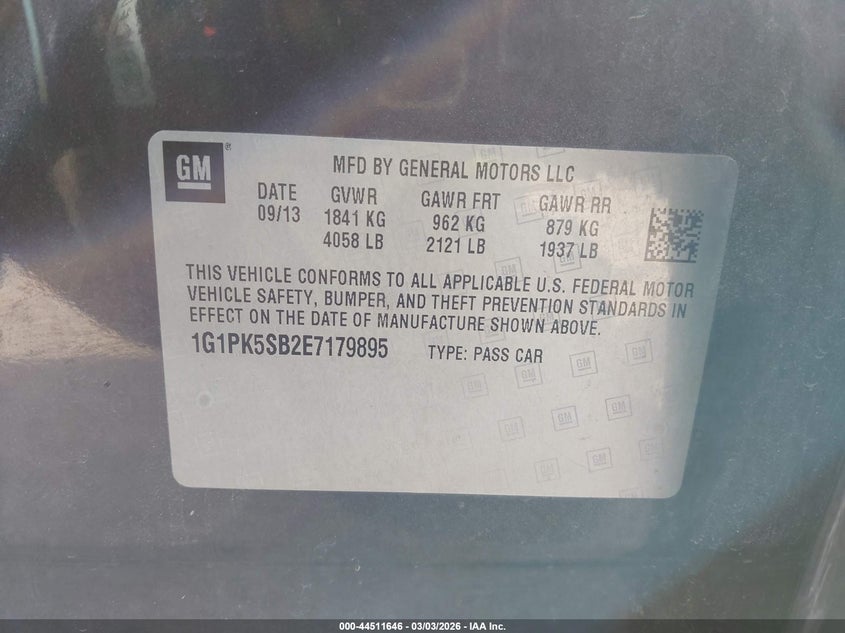 GM ® MFD BY GENERAL MOTORS LLC
DATE GVWR GAWR FRT GAWR RR
09/13 1841 KG 962 KG 879 KG
4058 LB 2121 LB 1937 LB
THIS VEHICLE CONFORMS TO ALL APPLICABLE U.S. FEDERAL MOTOR
VEHICLE SAFETY, BUMPER, AND THEFT PREVENTION STANDARDS IN
EFFECT ON THE DATE OF MANUFACTURE SHOWN ABOVE.
1G1PK5SB2E7179895 TYPE: PASS CAR
000-44511646 | 03/03/2026 - IAA Inc.